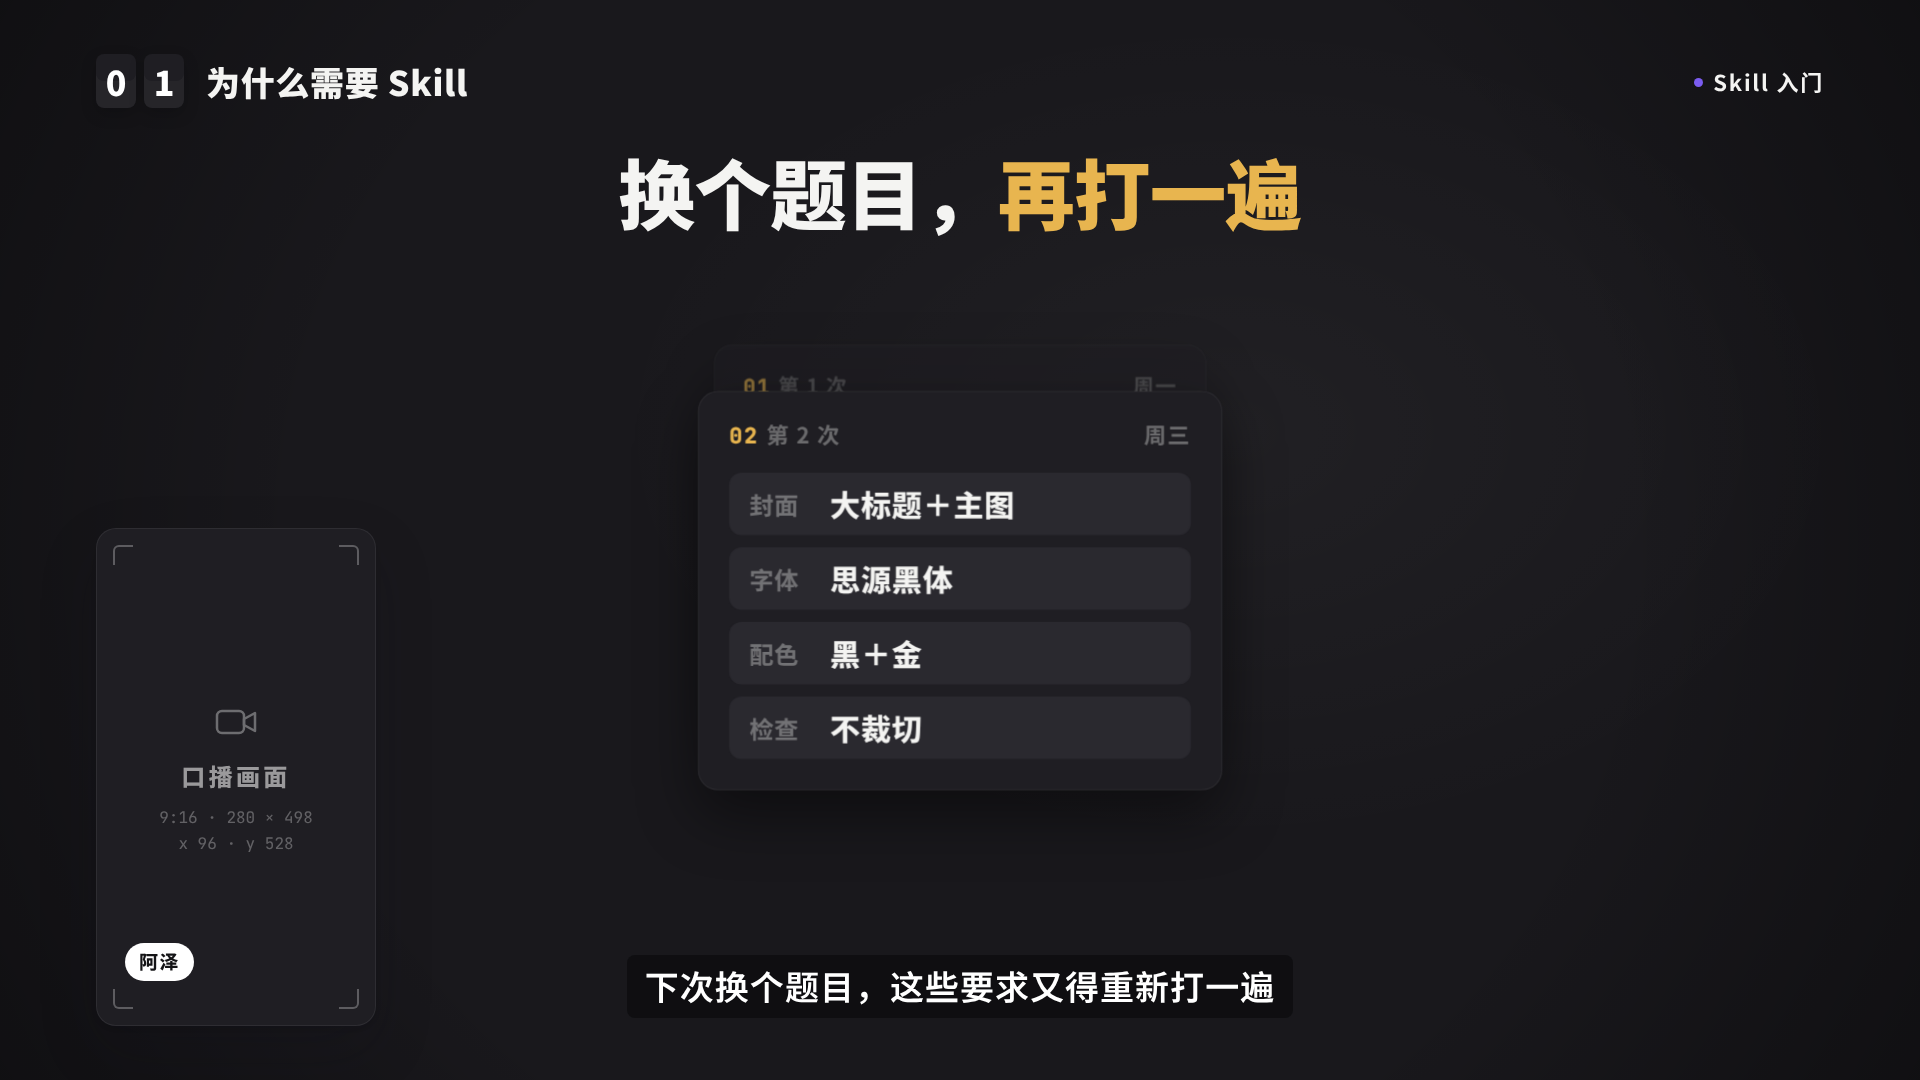 01 为什么需要 Skill
Skill 入门
换个题目，再打一遍
01 第 1 次 周一
02 第 2 次 周三
封面 大标题＋主图
字体 思源黑体
配色 黑＋金
检查 不裁切
口播画面
9:16 · 280 × 498
x 96 · y 528
阿泽
下次换个题目，这些要求又得重新打一遍